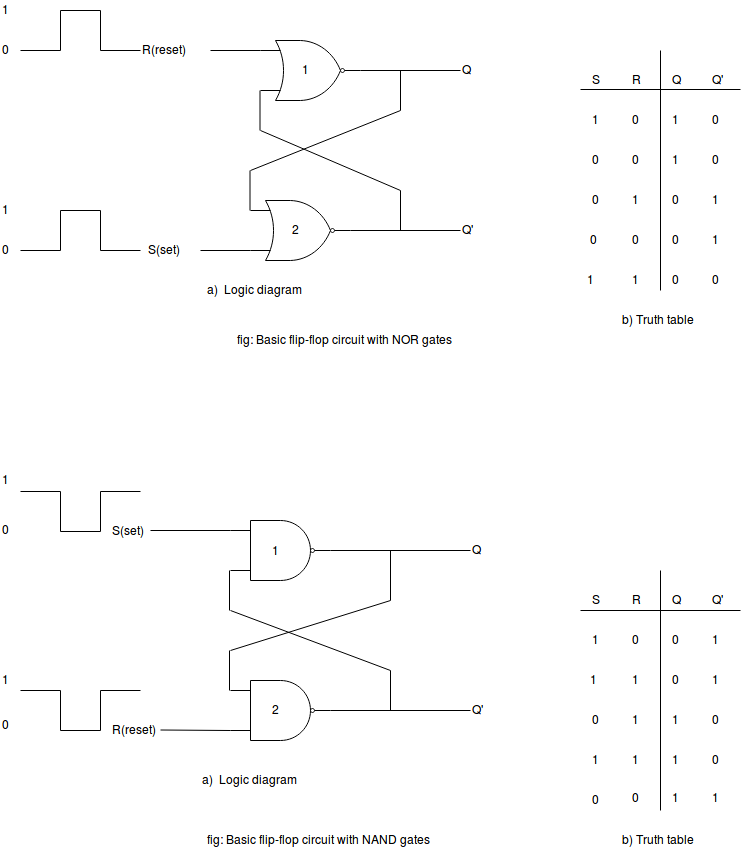 1
0
R(reset)
1
Q
1
0
S(set)
2
Q'
a) Logic diagram
fig: Basic flip-flop circuit with NOR gates
S R Q Q'
1 0 1 0
0 0 1 0
0 1 0 1
0 0 0 1
1 1 0 0
b) Truth table
1
0
S(set)
1
Q
1
0
R(reset)
2
Q'
a) Logic diagram
fig: Basic flip-flop circuit with NAND gates
S R Q Q'
1 0 0 1
1 1 0 1
0 1 1 0
1 1 1 0
0 0 1 1
b) Truth table